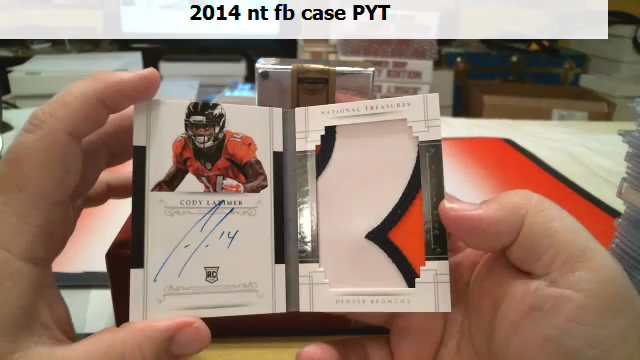 2014 nt fb case PYT
NATIONAL TREASURES
CODY LATIMER
14
RC
DENVER BRONCOS